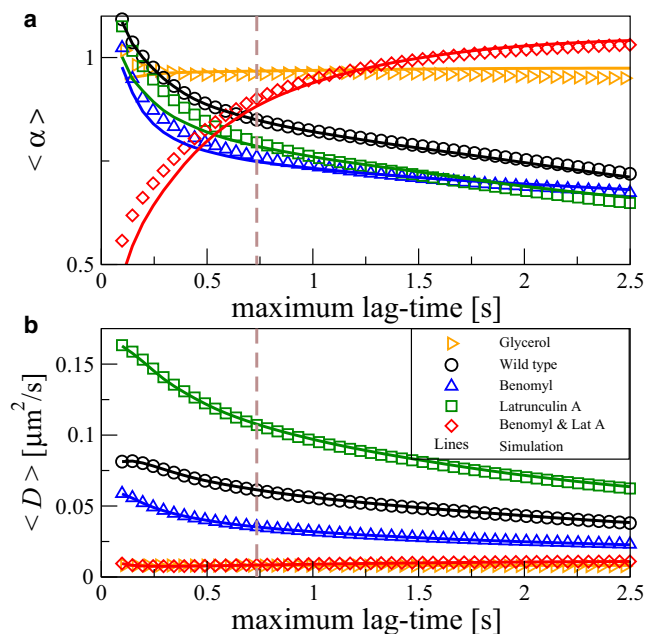 a
1
0.5
< α >
0 0.5 1 1.5 2 2.5
maximum lag-time [s]
b
0.15
0.1
0.05
0
< D > [μm²/s]
Glycerol
Wild type
Benomyl
Latrunculin A
Benomyl & Lat A
Lines Simulation
0 0.5 1 1.5 2 2.5
maximum lag-time [s]